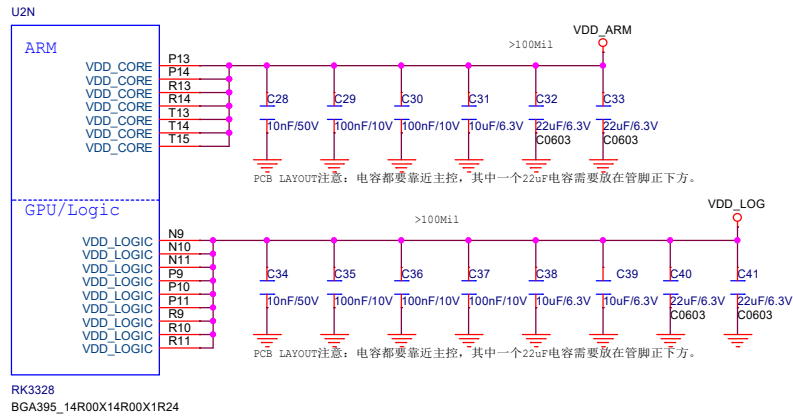 U2N
ARM
VDD_CORE P13
VDD_CORE P14
VDD_CORE R13
VDD_CORE R14
VDD_CORE T13
VDD_CORE T14
VDD_CORE T15
>100Mil
VDD_ARM
C28 C29 C30 C31 C32 C33
10nF/50V 100nF/10V 100nF/10V 10uF/6.3V 22uF/6.3V 22uF/6.3V
C0603 C0603
PCB LAYOUT注意: 电容都要靠近主控，其中一个22uF电容需要放在管脚正下方。
GPU/Logic
VDD_LOGIC N9
VDD_LOGIC N10
VDD_LOGIC N11
VDD_LOGIC P9
VDD_LOGIC P10
VDD_LOGIC P11
VDD_LOGIC R9
VDD_LOGIC R10
VDD_LOGIC R11
>100Mil
VDD_LOG
C34 C35 C36 C37 C38 C39 C40 C41
10nF/50V 100nF/10V 100nF/10V 100nF/10V 10uF/6.3V 10uF/6.3V 22uF/6.3V 22uF/6.3V
C0603 C0603
PCB LAYOUT注意: 电容都要靠近主控，其中一个22uF电容需要放在管脚正下方。
RK3328
BGA395_14R00X14R00X1R24